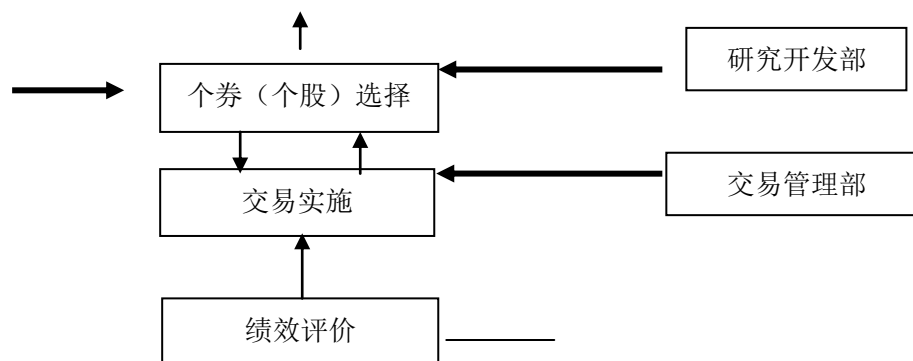 研究开发部
个券（个股）选择
交易管理部
交易实施
绩效评价